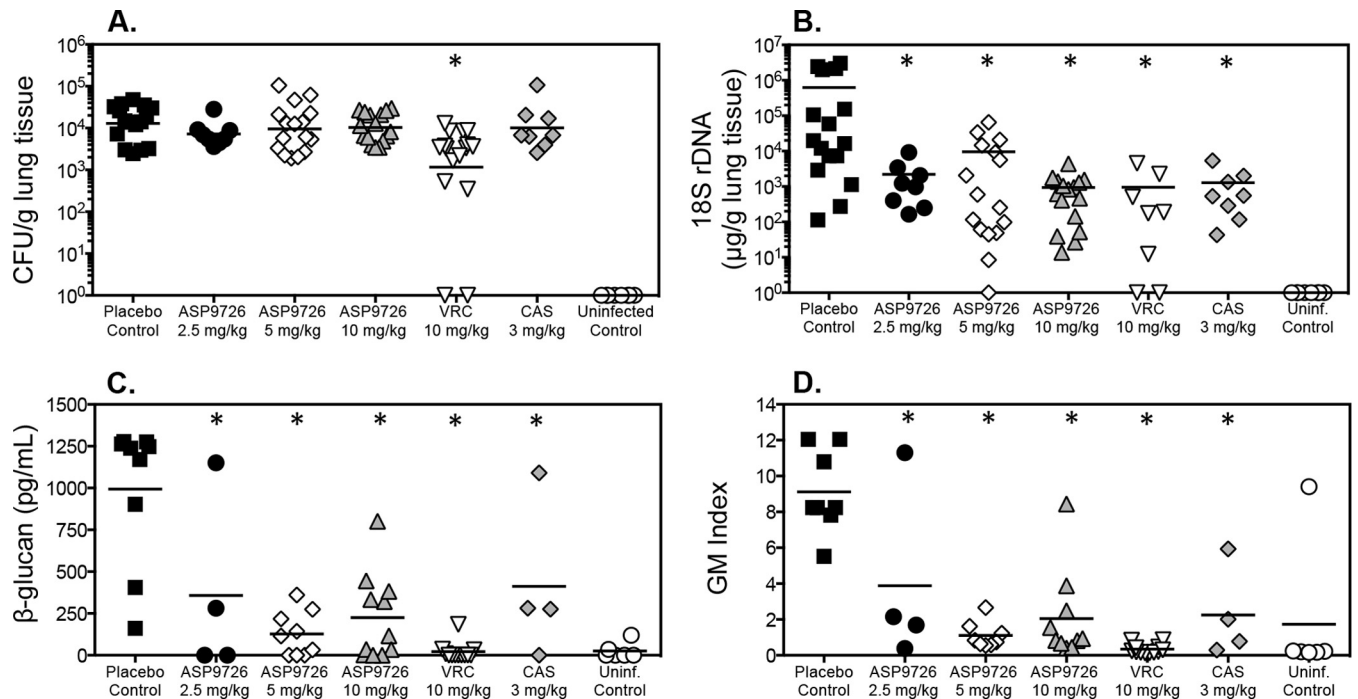 A.
CFU/g lung tissue
10^6
10^5
10^4
10^3
10^2
10^1
10^0
*
Placebo Control
ASP9726 2.5 mg/kg
ASP9726 5 mg/kg
ASP9726 10 mg/kg
VRC 10 mg/kg
CAS 3 mg/kg
Uninfected Control
B.
18S rDNA
(µg/g lung tissue)
10^7
10^6
10^5
10^4
10^3
10^2
10^1
10^0
* * * * *
Placebo Control
ASP9726 2.5 mg/kg
ASP9726 5 mg/kg
ASP9726 10 mg/kg
VRC 10 mg/kg
CAS 3 mg/kg
Uninf. Control
C.
β-glucan (pg/mL)
1500
1250
1000
750
500
250
0
* * * * *
Placebo Control
ASP9726 2.5 mg/kg
ASP9726 5 mg/kg
ASP9726 10 mg/kg
VRC 10 mg/kg
CAS 3 mg/kg
Uninf. Control
D.
GM Index
14
12
10
8
6
4
2
0
* * * * *
Placebo Control
ASP9726 2.5 mg/kg
ASP9726 5 mg/kg
ASP9726 10 mg/kg
VRC 10 mg/kg
CAS 3 mg/kg
Uninf. Control